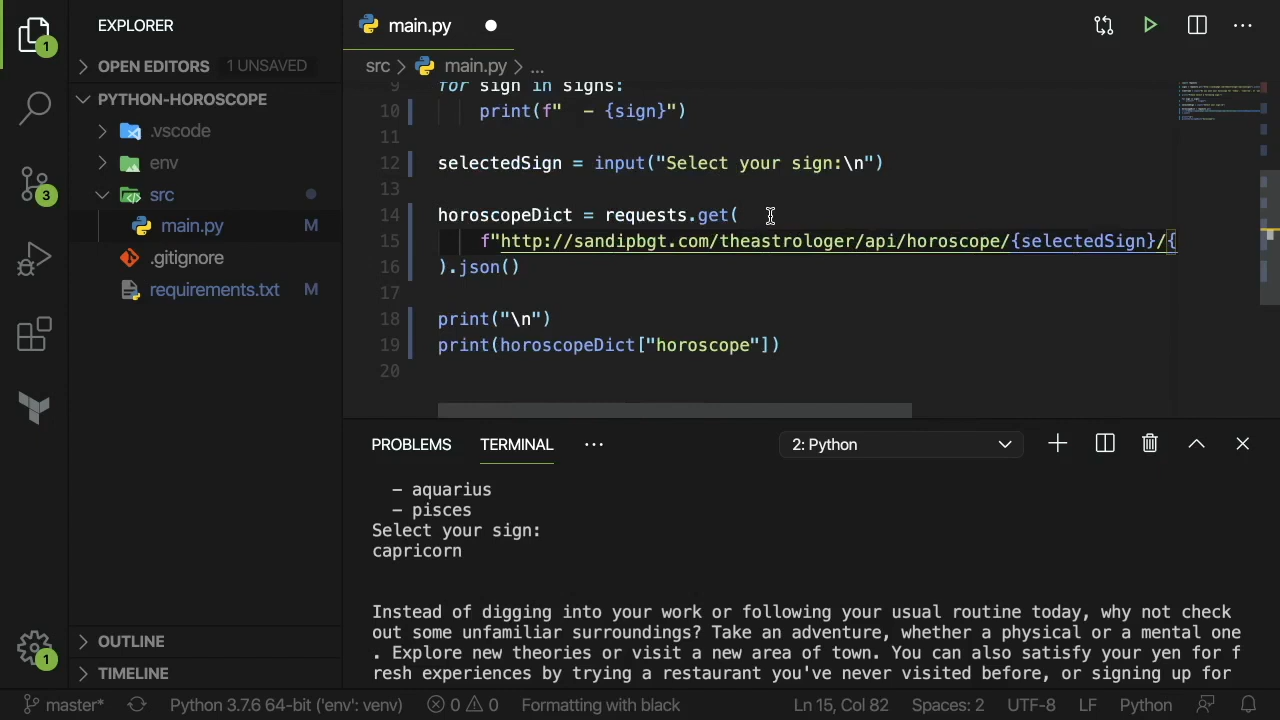 EXPLORER
main.py
OPEN EDITORS 1 UNSAVED
src > main.py > ...
PYTHON-HOROSCOPE
.vscode
env
src
main.py M
.gitignore
requirements.txt M
OUTLINE
TIMELINE
1
3
1
9 for sign in signs:
10 print(f" - {sign}")
11
12 selectedSign = input("Select your sign:\n")
13
14 horoscopeDict = requests.get(
15 f"http://sandipbgt.com/theastrologer/api/horoscope/{selectedSign}/{
16 ).json()
17
18 print("\n")
19 print(horoscopeDict["horoscope"])
20
PROBLEMS TERMINAL ... 2: Python
- aquarius
- pisces
Select your sign:
capricorn
Instead of digging into your work or following your usual routine today, why not check
out some unfamiliar surroundings? Take an adventure, whether a physical or a mental one
. Explore new theories or visit a new area of town. You can also satisfy your yen for f
resh experiences by trying a restaurant you've never visited before, or signing up for
master* Python 3.7.6 64-bit ('env': venv) 0 0 Formatting with black Ln 15, Col 82 Spaces: 2 UTF-8 LF Python